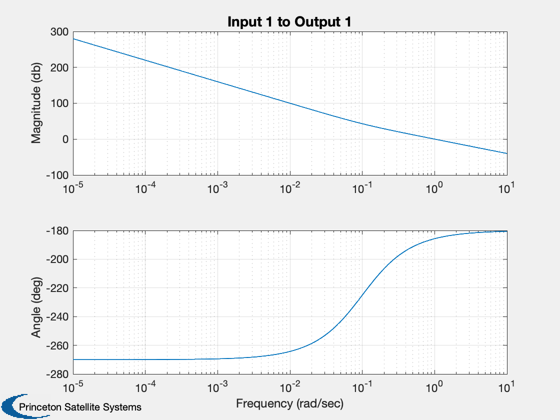 Input 1 to Output 1
300
200
100
0
-100
Magnitude (db)
10^-5 10^-4 10^-3 10^-2 10^-1 10^0 10^1
-180
-200
-220
-240
-260
-280
Angle (deg)
10^-5 10^-4 10^-3 10^-2 10^-1 10^0 10^1
Frequency (rad/sec)
Princeton Satellite Systems